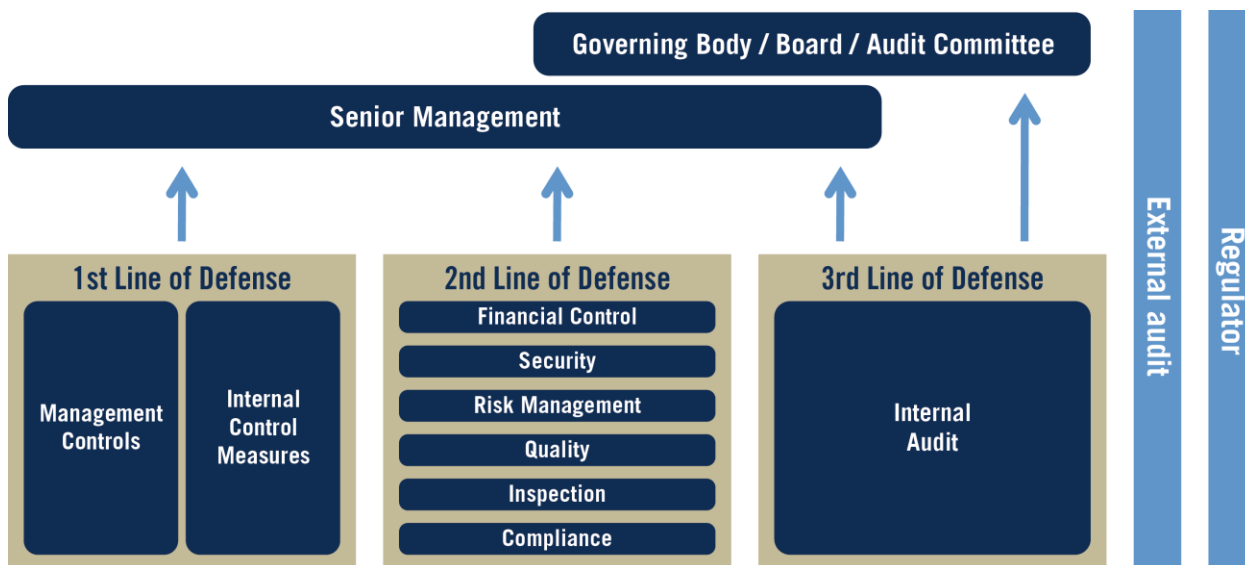 Governing Body / Board / Audit Committee
Senior Management
1st Line of Defense
Management
Controls
Internal
Control
Measures
2nd Line of Defense
Financial Control
Security
Risk Management
Quality
Inspection
Compliance
3rd Line of Defense
Internal
Audit
External audit
Regulator